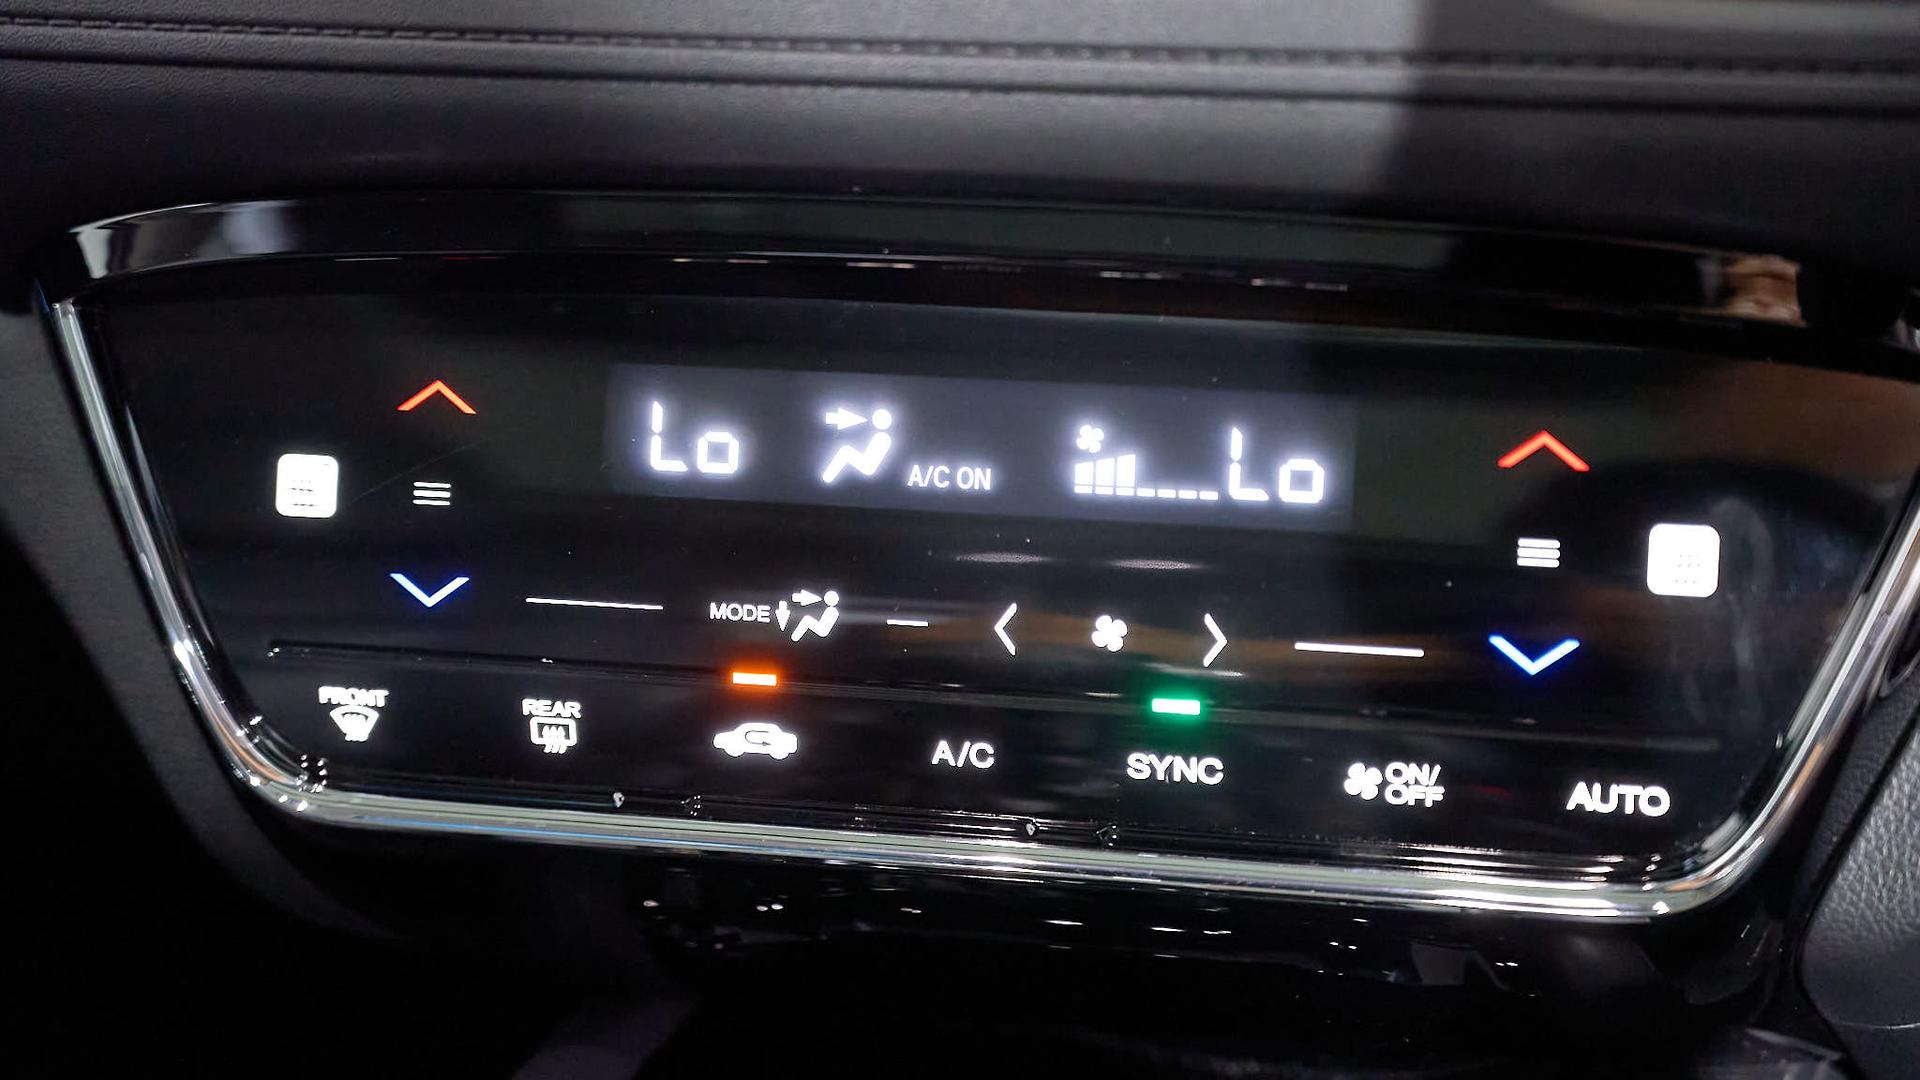 Lo A/C ON Lo
MODE
FRONT
REAR
A/C
SYNC
ON/
OFF
AUTO